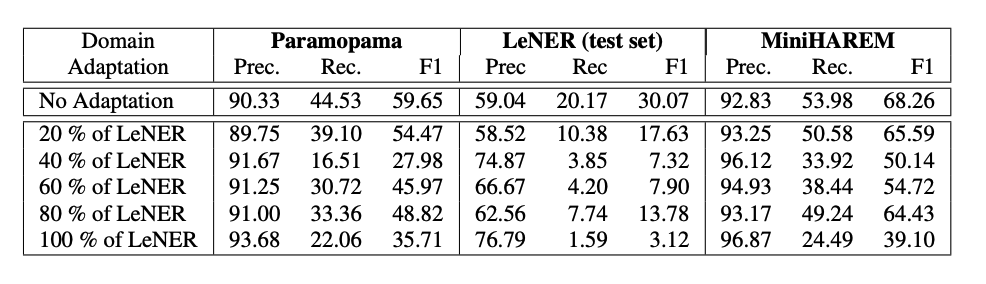 Domain Paramopama LeNER (test set) MiniHAREM
Adaptation Prec. Rec. F1 Prec Rec F1 Prec. Rec. F1
No Adaptation 90.33 44.53 59.65 59.04 20.17 30.07 92.83 53.98 68.26
20 % of LeNER 89.75 39.10 54.47 58.52 10.38 17.63 93.25 50.58 65.59
40 % of LeNER 91.67 16.51 27.98 74.87 3.85 7.32 96.12 33.92 50.14
60 % of LeNER 91.25 30.72 45.97 66.67 4.20 7.90 94.93 38.44 54.72
80 % of LeNER 91.00 33.36 48.82 62.56 7.74 13.78 93.17 49.24 64.43
100 % of LeNER 93.68 22.06 35.71 76.79 1.59 3.12 96.87 24.49 39.10